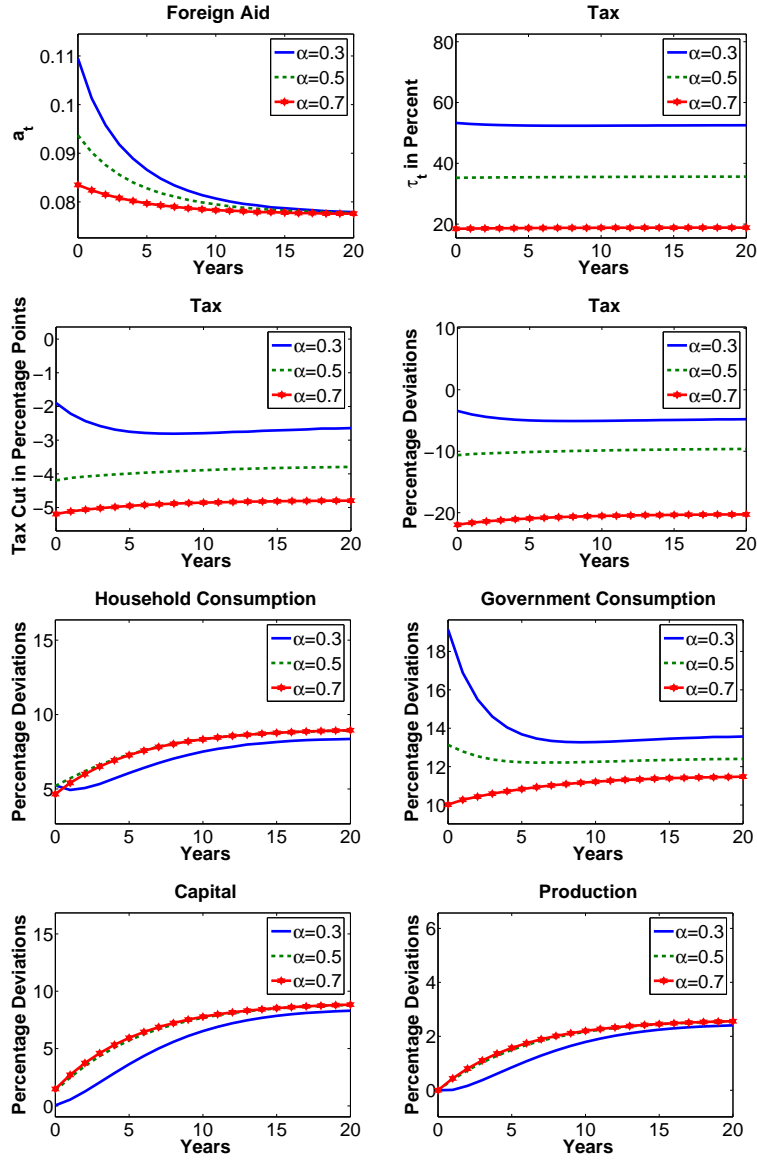 Foreign Aid
a_t
0.11
0.1
0.09
0.08
0 5 10 15 20
Years
α=0.3
α=0.5
α=0.7
Tax
τ_t in Percent
80
60
40
20
0 5 10 15 20
Years
α=0.3
α=0.5
α=0.7
Tax
Tax Cut in Percentage Points
0
−1
−2
−3
−4
−5
0 5 10 15 20
Years
α=0.3
α=0.5
α=0.7
Tax
Percentage Deviations
10
0
−10
−20
0 5 10 15 20
Years
α=0.3
α=0.5
α=0.7
Household Consumption
Percentage Deviations
15
10
5
0 5 10 15 20
Years
α=0.3
α=0.5
α=0.7
Government Consumption
Percentage Deviations
18
16
14
12
10
0 5 10 15 20
Years
α=0.3
α=0.5
α=0.7
Capital
Percentage Deviations
15
10
5
0
0 5 10 15 20
Years
α=0.3
α=0.5
α=0.7
Production
Percentage Deviations
6
4
2
0
0 5 10 15 20
Years
α=0.3
α=0.5
α=0.7